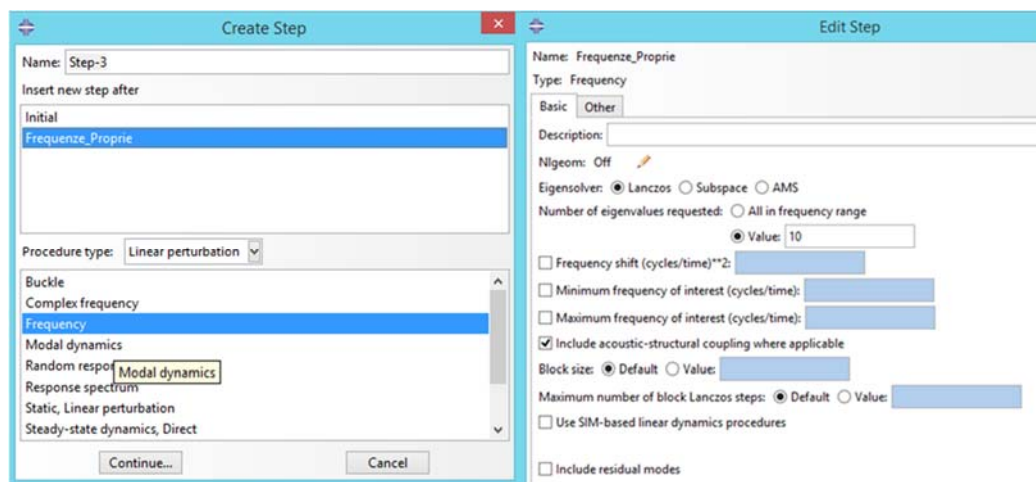 Create Step
Name: Step-3
Insert new step after
Initial
Frequenze_Proprie
Procedure type: Linear perturbation
Buckle
Complex frequency
Frequency
Modal dynamics
Random respon
Modal dynamics
Response spectrum
Static, Linear perturbation
Steady-state dynamics, Direct
Continue...
Cancel
Edit Step
Name: Frequenze_Proprie
Type: Frequency
Basic Other
Description:
Nlgeom: Off
Eigensolver: Lanczos Subspace AMS
Number of eigenvalues requested: All in frequency range
Value: 10
Frequency shift (cycles/time)**2:
Minimum frequency of interest (cycles/time):
Maximum frequency of interest (cycles/time):
Include acoustic-structural coupling where applicable
Block size: Default Value:
Maximum number of block Lanczos steps: Default Value:
Use SIM-based linear dynamics procedures
Include residual modes